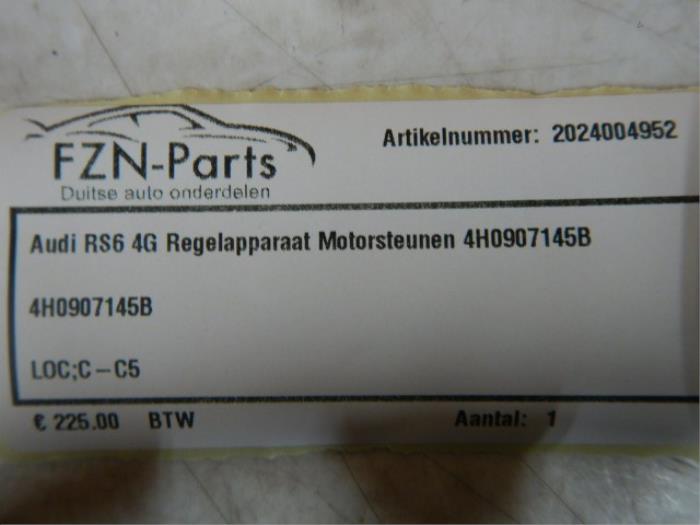 FZN-Parts
Duitse auto onderdelen
Artikelnummer: 2024004952
Audi RS6 4G Regelapparaat Motorsteunen 4H0907145B
4H0907145B
LOC;C-C5
€ 225.00 BTW Aantal: 1